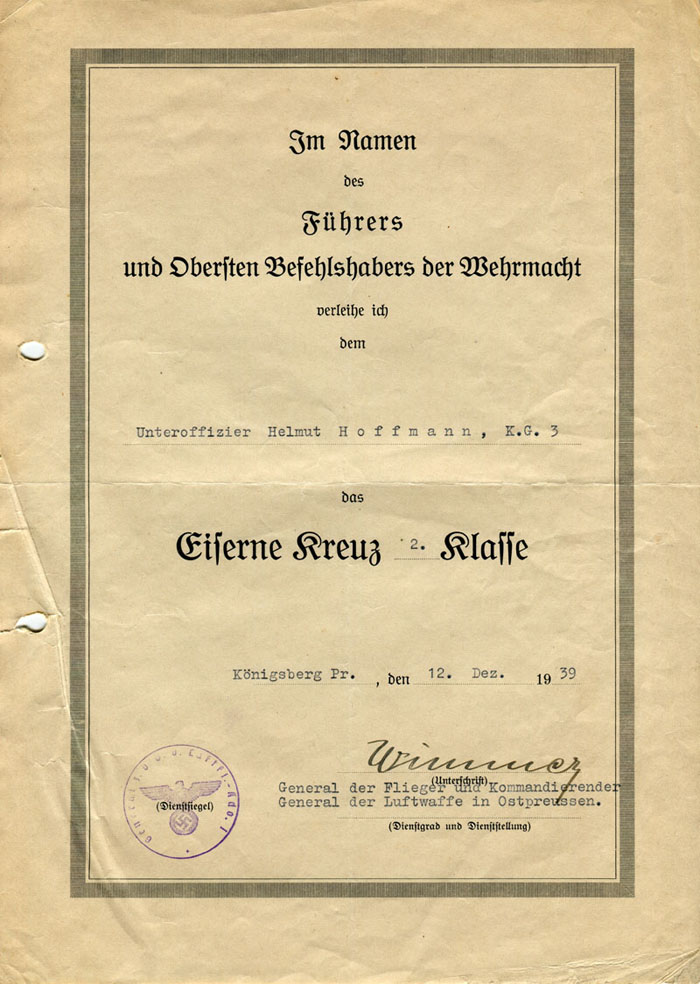 Im Namen
des
Führers
und Obersten Befehlshabers der Wehrmacht
verleihe ich
dem
Unteroffizier Helmut Hoffmann, K.G. 3
das
Eiserne Kreuz 2. Klasse
Königsberg Pr. , den 12. Dez. 1939
Wimmer
(Unterschrift)
General der Flieger und Kommandierender
General der Luftwaffe in Ostpreussen.
(Dienstgrad und Dienststellung)
(Dienstsiegel)